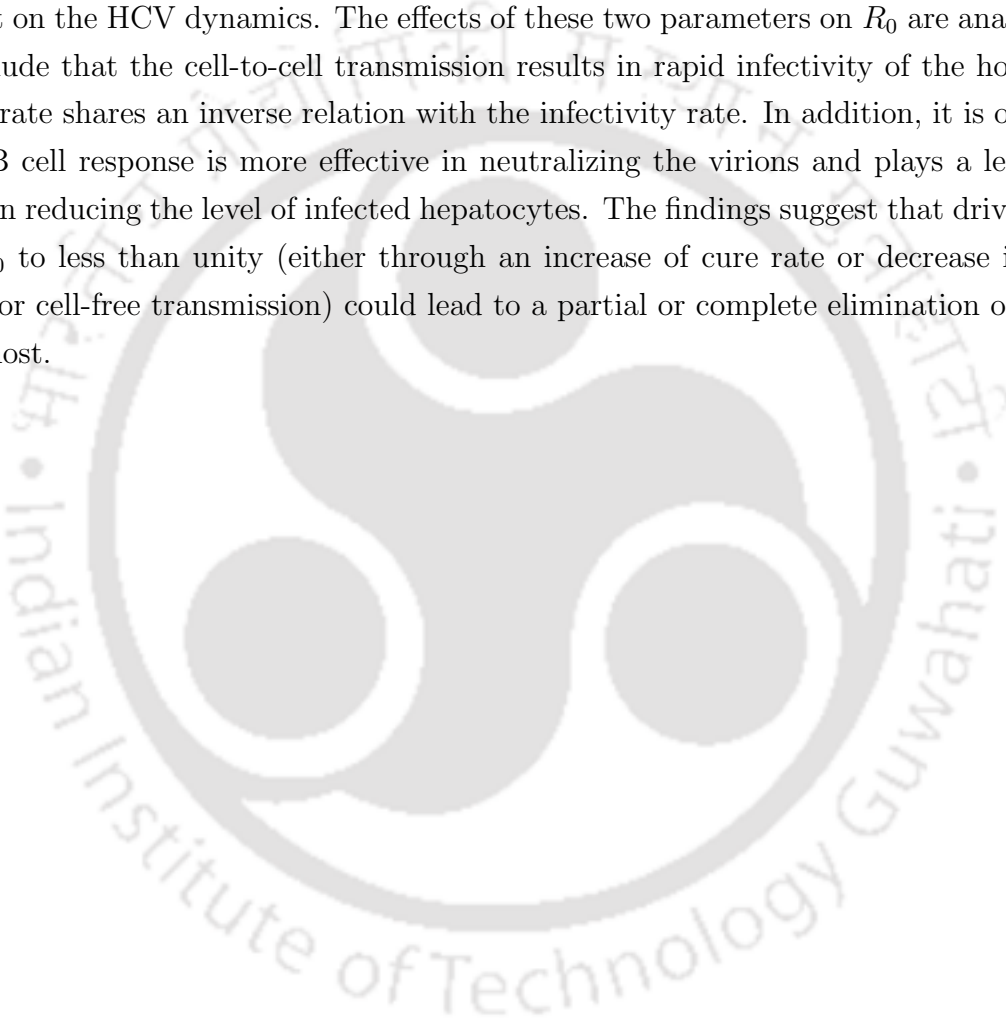 t on the HCV dynamics. The effects of these two parameters on R₀ are ana
lude that the cell-to-cell transmission results in rapid infectivity of the ho
rate shares an inverse relation with the infectivity rate. In addition, it is o
B cell response is more effective in neutralizing the virions and plays a le
n reducing the level of infected hepatocytes. The findings suggest that driv
₀ to less than unity (either through an increase of cure rate or decrease i
or cell-free transmission) could lead to a partial or complete elimination o
host.
• Indian Institute of Technology Guwahati •